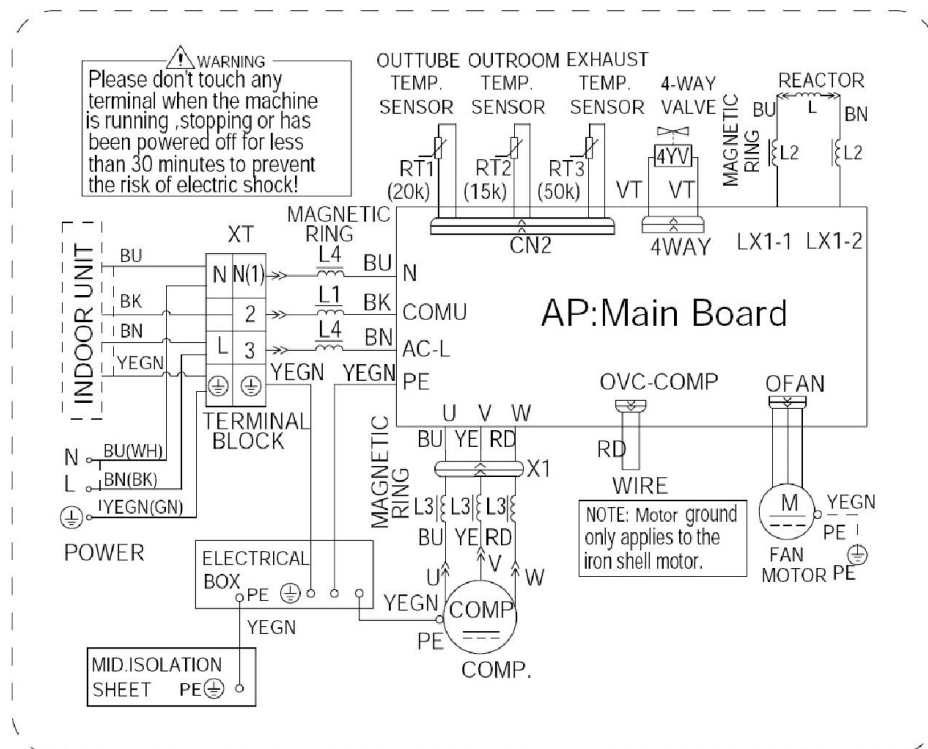 WARNING
Please don't touch any
terminal when the machine
is running ,stopping or has
been powered off for less
than 30 minutes to prevent
the risk of electric shock!
OUTTUBE OUTROOM EXHAUST
TEMP. TEMP. TEMP.
SENSOR SENSOR SENSOR
4-WAY
VALVE
MAGNETIC
RING
REACTOR
BU L BN
L2 L2
RT1 RT2 RT3
(20k) (15k) (50k)
4YV
VT VT
CN2
4WAY
LX1-1 LX1-2
INDOOR UNIT
BU
BK
BN
YEGN
XT
N N(1)
2
L 3
TERMINAL
BLOCK
MAGNETIC
RING
L4 BU N
L1 BK COMU
L4 BN AC-L
YEGN YEGN PE
AP:Main Board
OVC-COMP
OFAN
U V W
BU YE RD
X1
MAGNETIC
RING
L3 L3 L3
BU YE RD
U V W
RD
WIRE
NOTE: Motor ground
only applies to the
iron shell motor.
M
YEGN
PE
FAN
MOTOR
PE
N BU(WH)
L BN(BK)
YEGN(GN)
POWER
ELECTRICAL
BOX
PE
YEGN
YEGN
PE
COMP
COMP.
MID.ISOLATION
SHEET PE